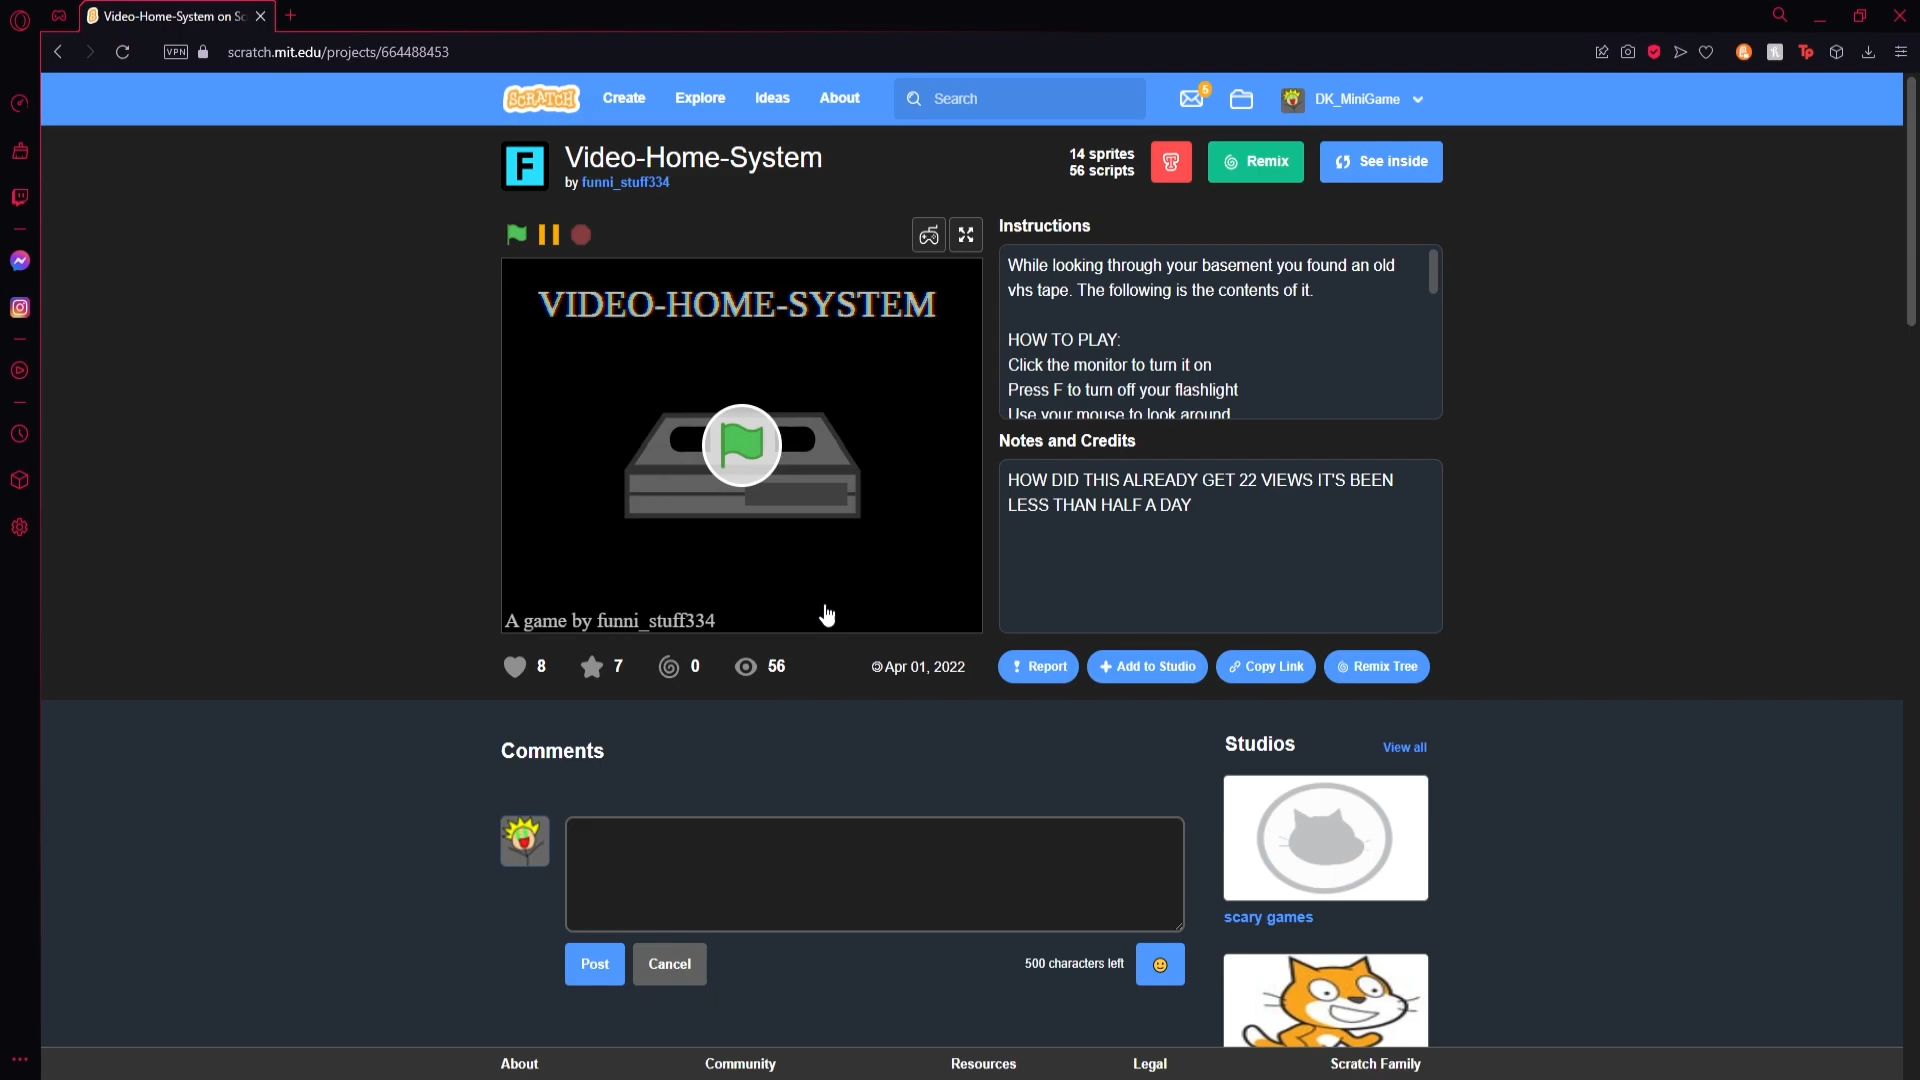 Video-Home-System on Sc
VPN
scratch.mit.edu/projects/664488453
Tp
SCRATCH
Create
Explore
Ideas
About
Search
5
DK_MiniGame
F
Video-Home-System
by funni_stuff334
14 sprites
56 scripts
Remix
See inside
Instructions
While looking through your basement you found an old
vhs tape. The following is the contents of it.
HOW TO PLAY:
Click the monitor to turn it on
Press F to turn off your flashlight
Use your mouse to look around
VIDEO-HOME-SYSTEM
A game by funni_stuff334
Notes and Credits
HOW DID THIS ALREADY GET 22 VIEWS IT'S BEEN
LESS THAN HALF A DAY
8
7
0
56
© Apr 01, 2022
Report
Add to Studio
Copy Link
Remix Tree
Comments
Studios
View all
scary games
Post
Cancel
500 characters left
About
Community
Resources
Legal
Scratch Family